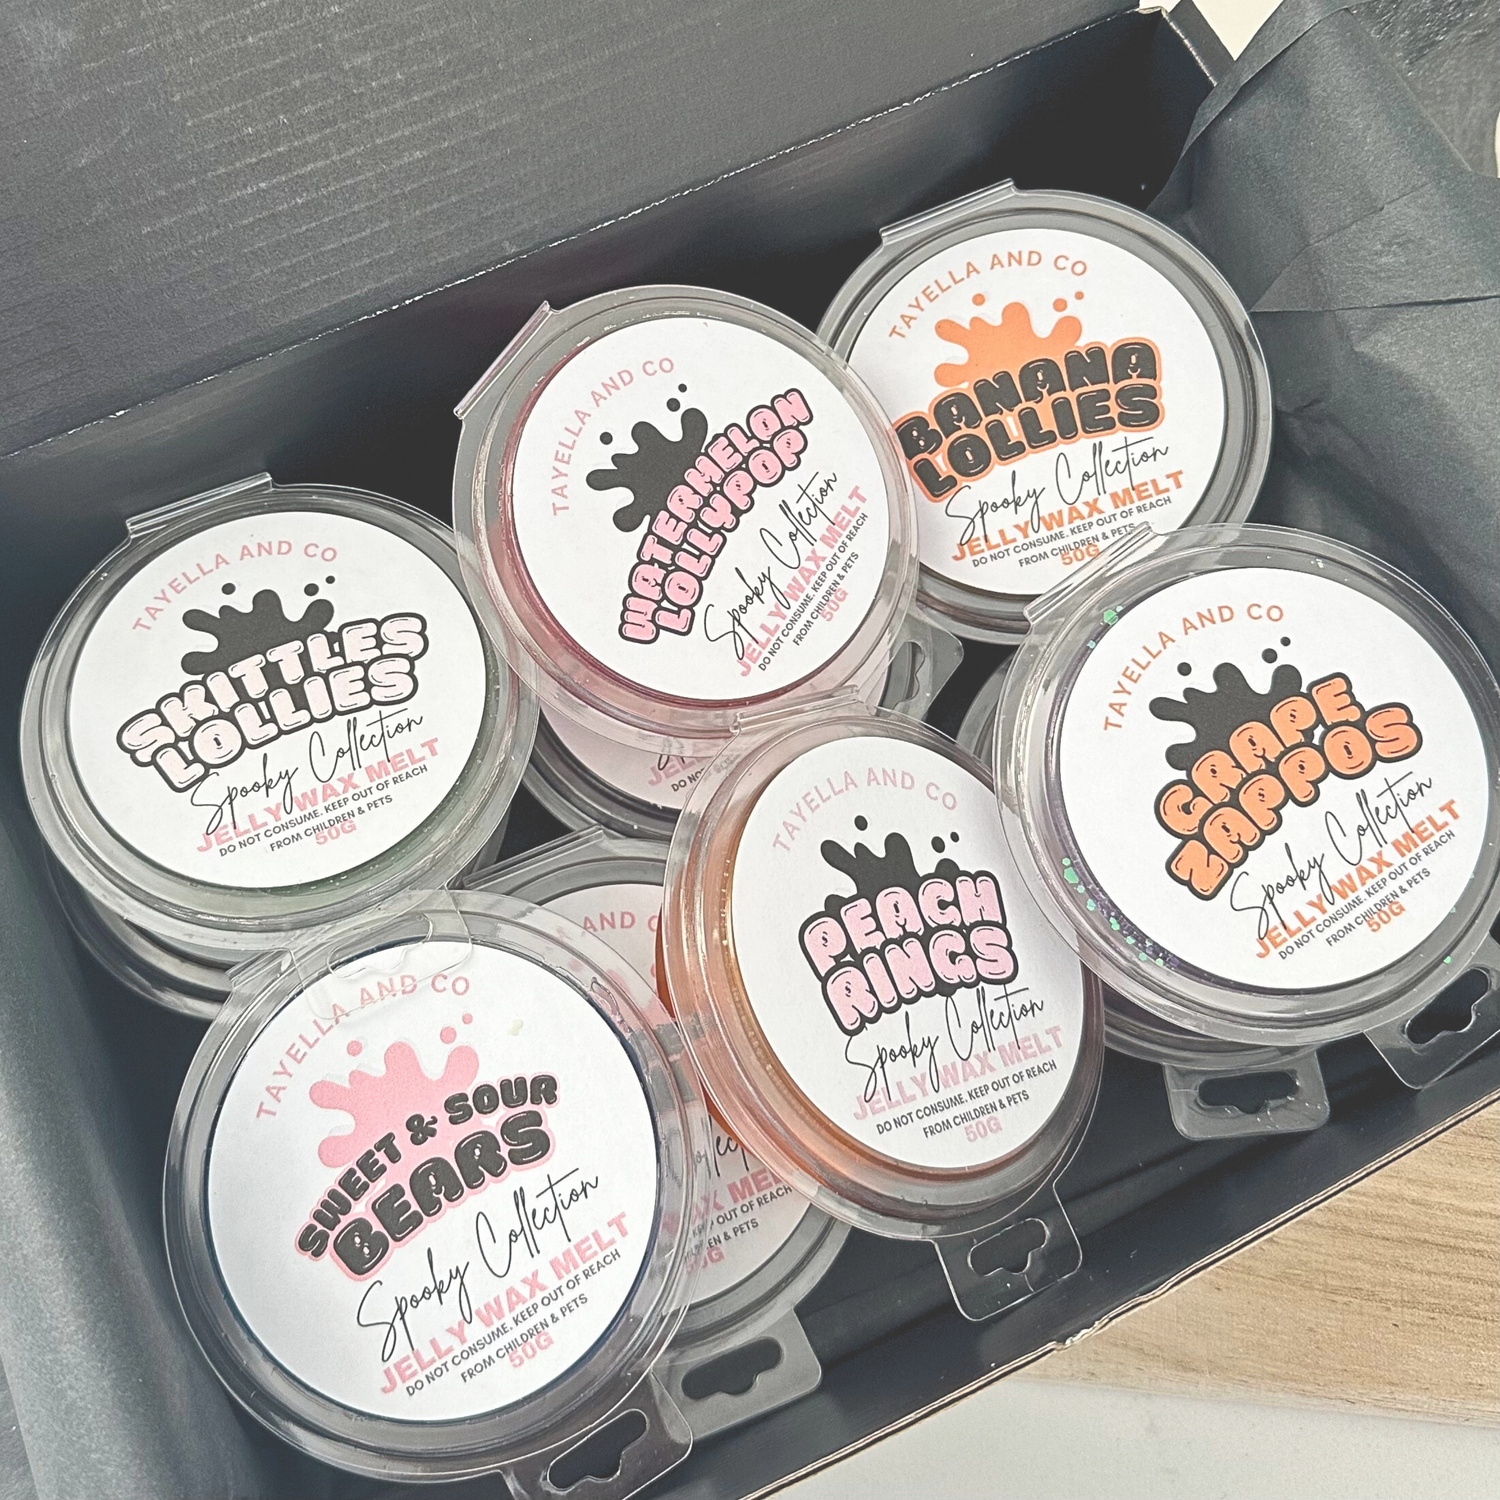 TAYELLA AND CO
BANANA
LOLLIES
Spooky Collection
JELLY WAX MELT
DO NOT CONSUME. KEEP OUT OF REACH
FROM CHILDREN & PETS
50G
TAYELLA AND CO
WATERMELON
LOLLYPOP
Spooky Collection
JELLY WAX MELT
DO NOT CONSUME. KEEP OUT OF REACH
FROM CHILDREN & PETS
50G
TAYELLA AND CO
SKITTLES
LOLLIES
Spooky Collection
JELLY WAX MELT
DO NOT CONSUME. KEEP OUT OF REACH
FROM CHILDREN & PETS
50G
TAYELLA AND CO
GRAPE
ZAPPOS
Spooky Collection
JELLY WAX MELT
DO NOT CONSUME. KEEP OUT OF REACH
FROM CHILDREN & PETS
50G
TAYELLA AND CO
PEACH
RINGS
Spooky Collection
JELLY WAX MELT
DO NOT CONSUME. KEEP OUT OF REACH
FROM CHILDREN & PETS
50G
TAYELLA AND CO
SWEET & SOUR
BEARS
Spooky Collection
JELLY WAX MELT
DO NOT CONSUME. KEEP OUT OF REACH
FROM CHILDREN & PETS
50G
AND CO
OUT OF REACH
& PETS